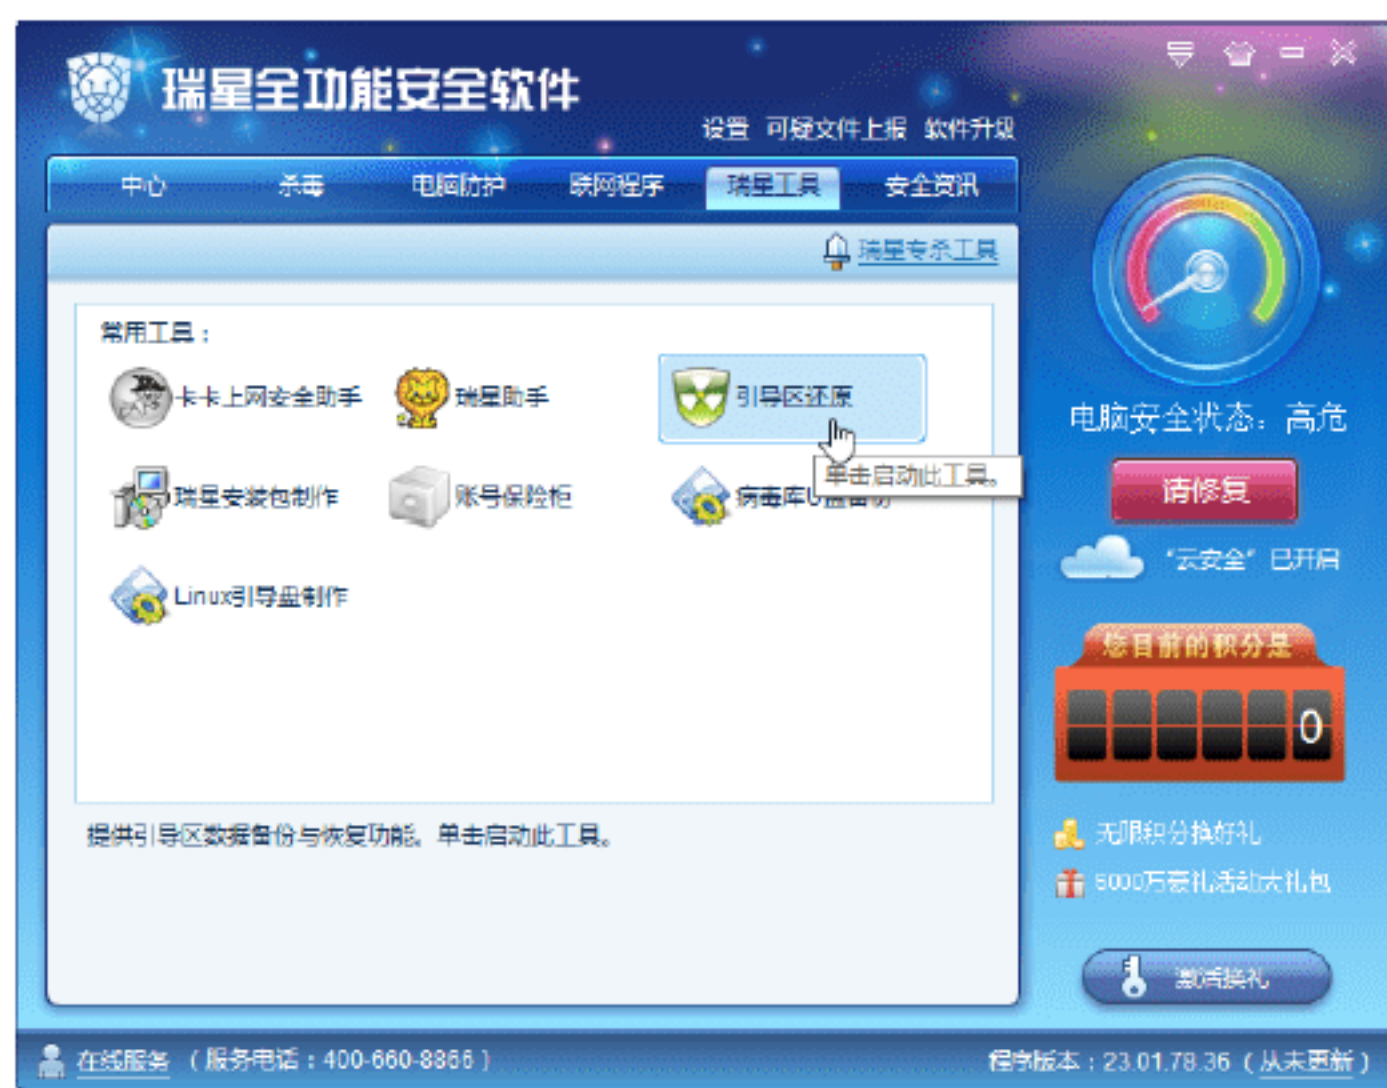 瑞星全功能安全软件
设置 可疑文件上报 软件升级
中心 杀毒 电脑防护 联网程序 瑞星工具 安全资讯
瑞星专杀工具
常用工具：
卡卡上网安全助手 瑞星助手 引导区还原
单击启动此工具。
瑞星安装包制作 账号保险柜 病毒库U盘备份
Linux引导盘制作
提供引导区数据备份与恢复功能。单击启动此工具。
电脑安全状态：高危
请修复
“云安全”已开启
您目前的积分是
0
无限积分换好礼
5000万豪礼活动大礼包
激活换礼
在线服务 （服务电话：400-660-8866） 程序版本：23.01.78.36（从未更新）